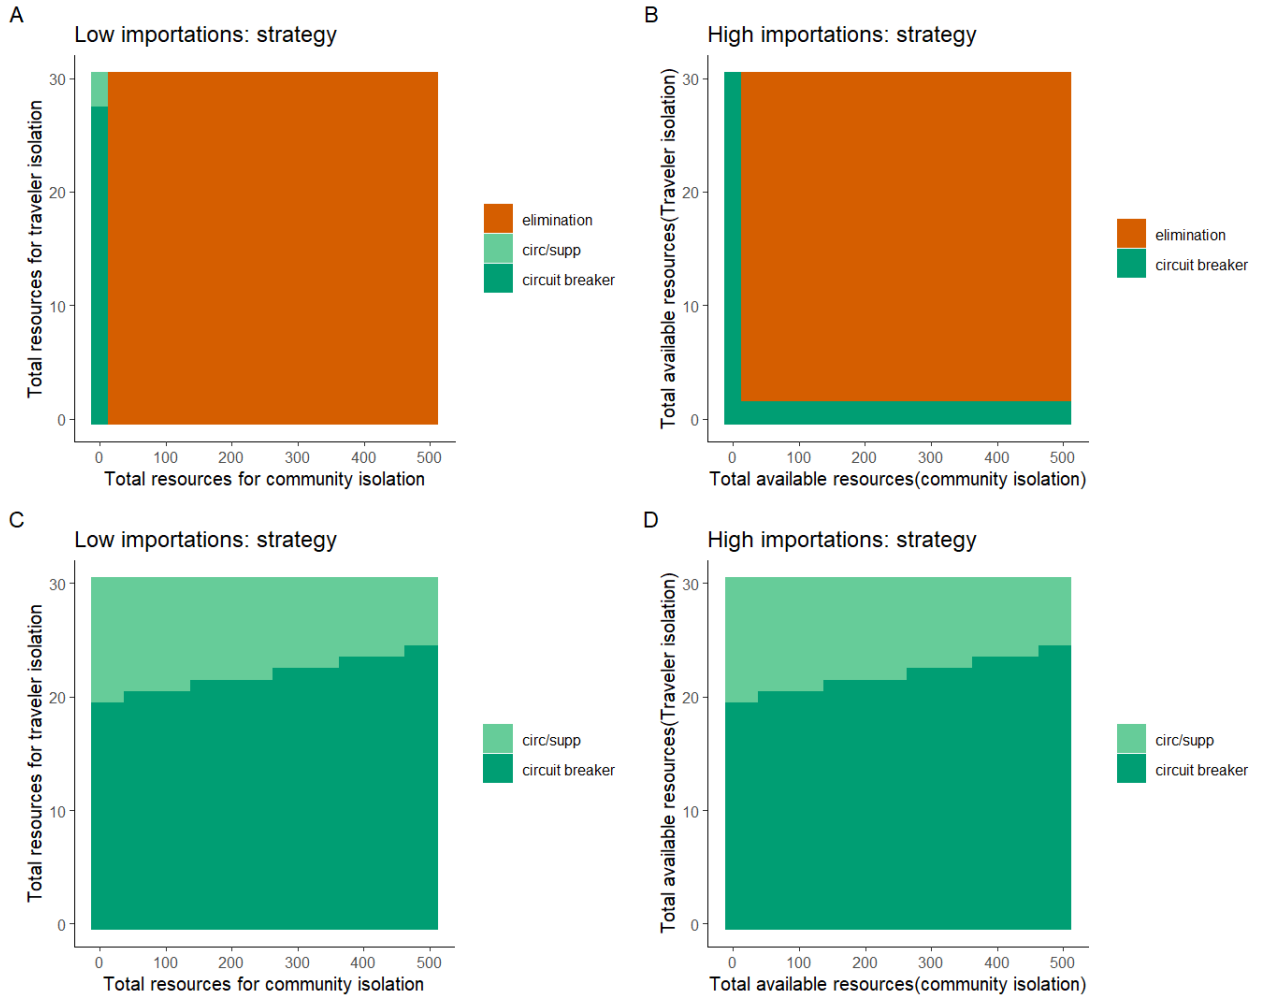 A
Low importations: strategy
Total resources for traveler isolation
30
20
10
0
0 100 200 300 400 500
Total resources for community isolation
elimination
circ/supp
circuit breaker
B
High importations: strategy
Total available resources(Traveler isolation)
30
20
10
0
0 100 200 300 400 500
Total available resources(community isolation)
elimination
circuit breaker
C
Low importations: strategy
Total resources for traveler isolation
30
20
10
0
0 100 200 300 400 500
Total resources for community isolation
circ/supp
circuit breaker
D
High importations: strategy
Total available resources(Traveler isolation)
30
20
10
0
0 100 200 300 400 500
Total available resources(community isolation)
circ/supp
circuit breaker